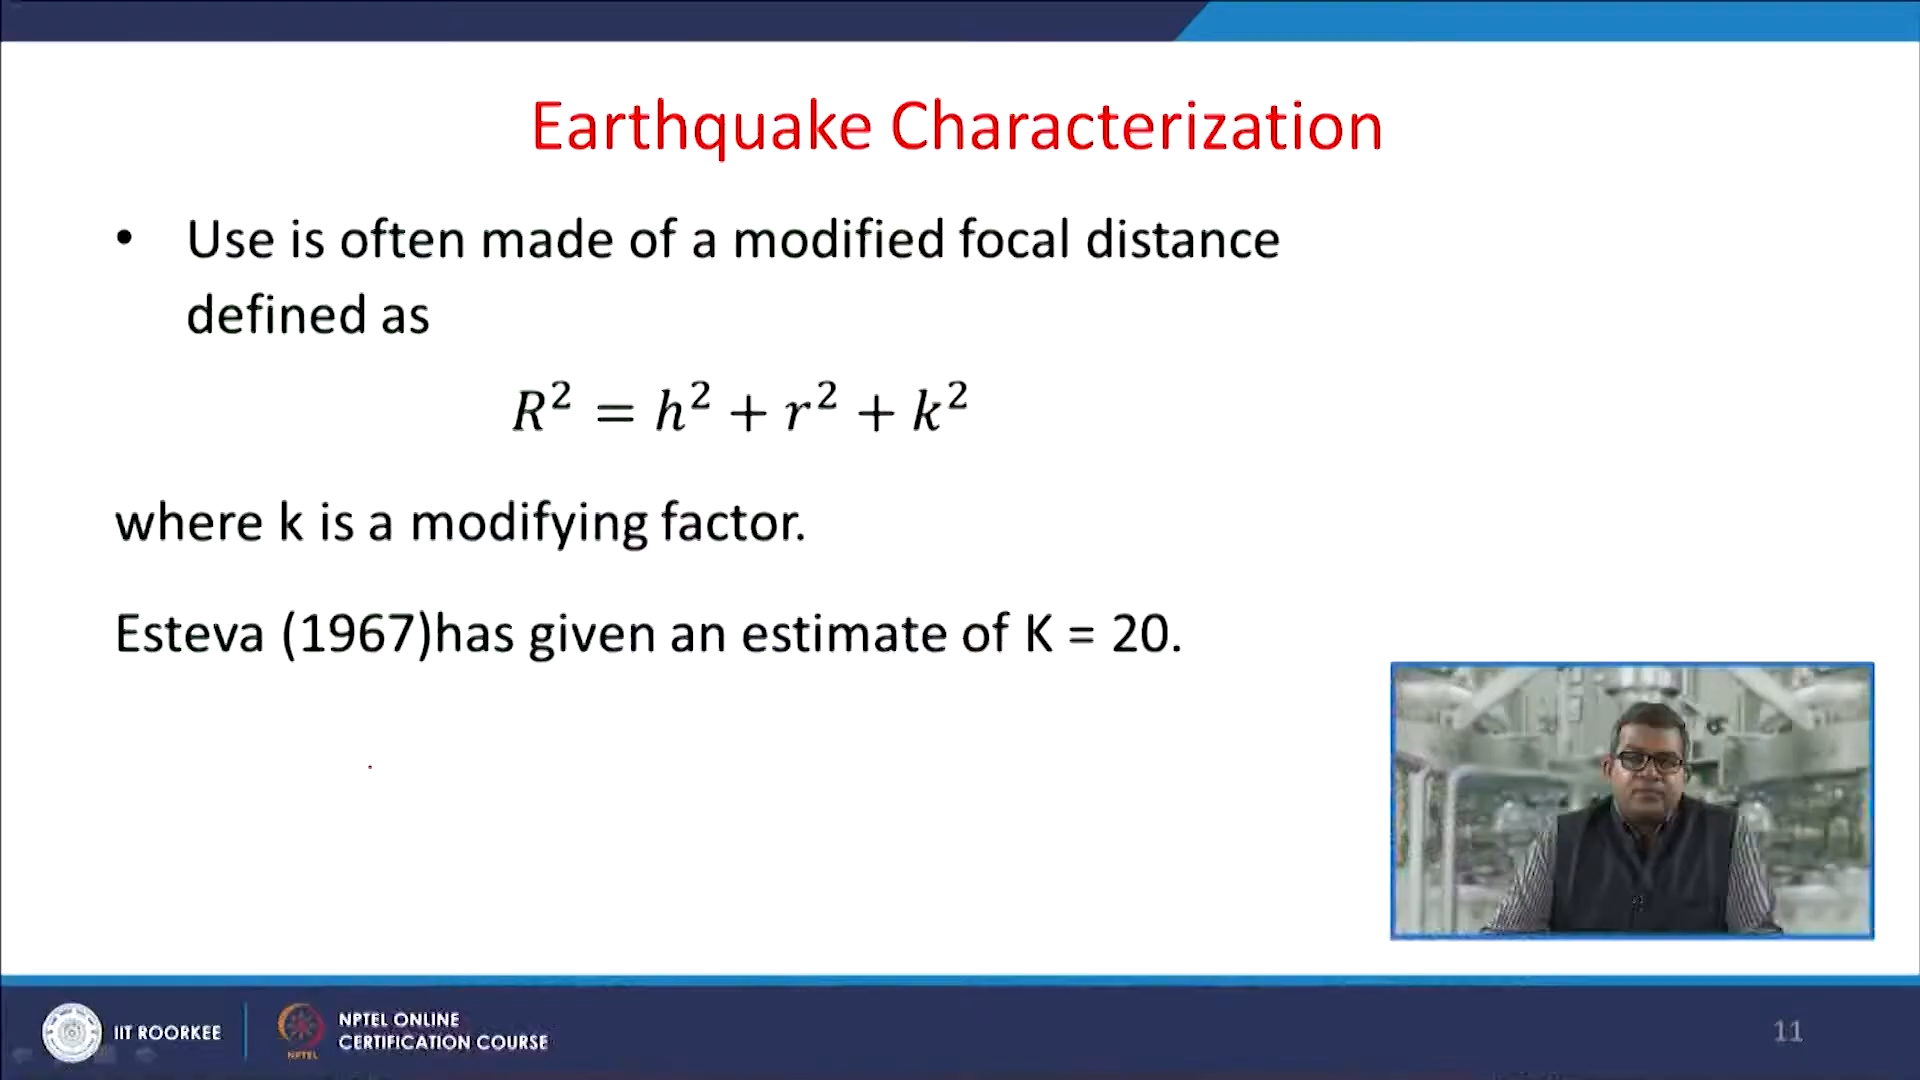 Earthquake Characterization
• Use is often made of a modified focal distance
defined as
R² = h² + r² + k²
where k is a modifying factor.
Esteva (1967)has given an estimate of K = 20.
IIT ROORKEE
NPTEL
NPTEL ONLINE
CERTIFICATION COURSE
11